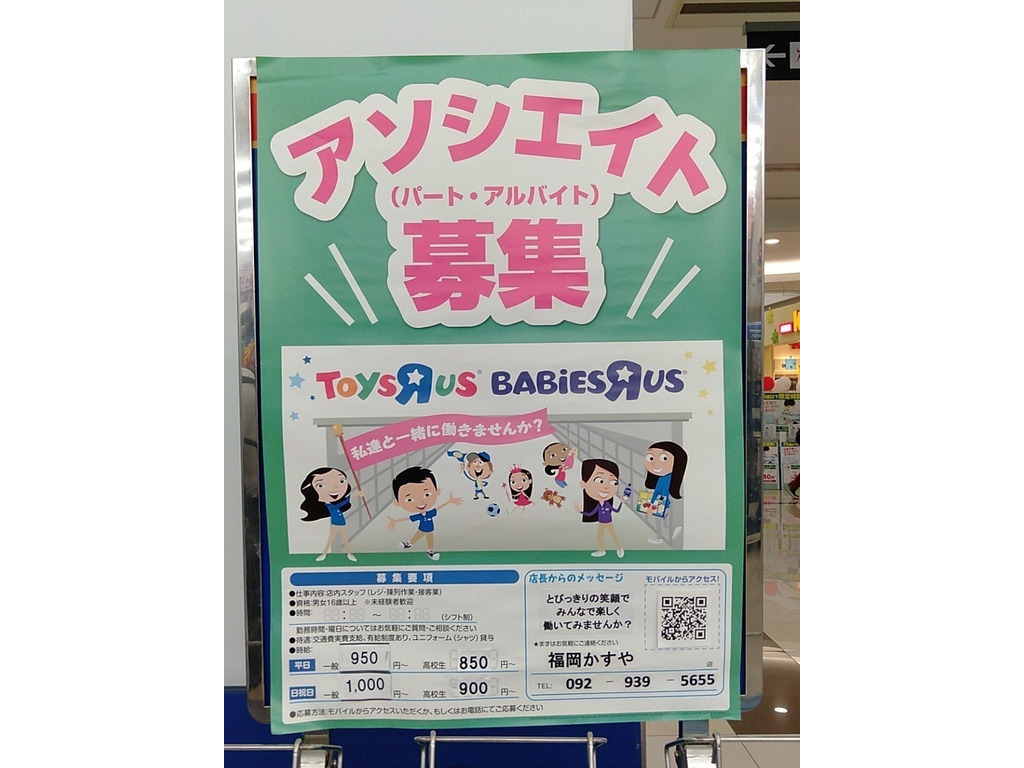 アソシエイト
(パート・アルバイト)
募集
TOYSRUS® BABIESRUS®
私達と一緒に働きませんか?
募集要項
●仕事内容:店内スタッフ(レジ・陳列作業・接客業)
●資格:男女16歳以上 ※未経験者歓迎
●時間: 88:88 ~ 88:88 (シフト制)
勤務時間・曜日についてはお気軽にご質問・ご相談ください
●待遇:交通費実費支給、有給制度あり、ユニフォーム(シャツ)貸与
●時給:
平日 一般 950 円~ 高校生 850 円~
日祝日 一般 1,000 円~ 高校生 900 円~
●応募方法:モバイルからアクセスいただくか、もしくはお電話にてご応募ください
店長からのメッセージ
とびっきりの笑顔で
みんなで楽しく
働いてみませんか?
モバイルからアクセス!
★まずはお気軽にご連絡ください
福岡かすや 店
TEL: 092 - 939 - 5655